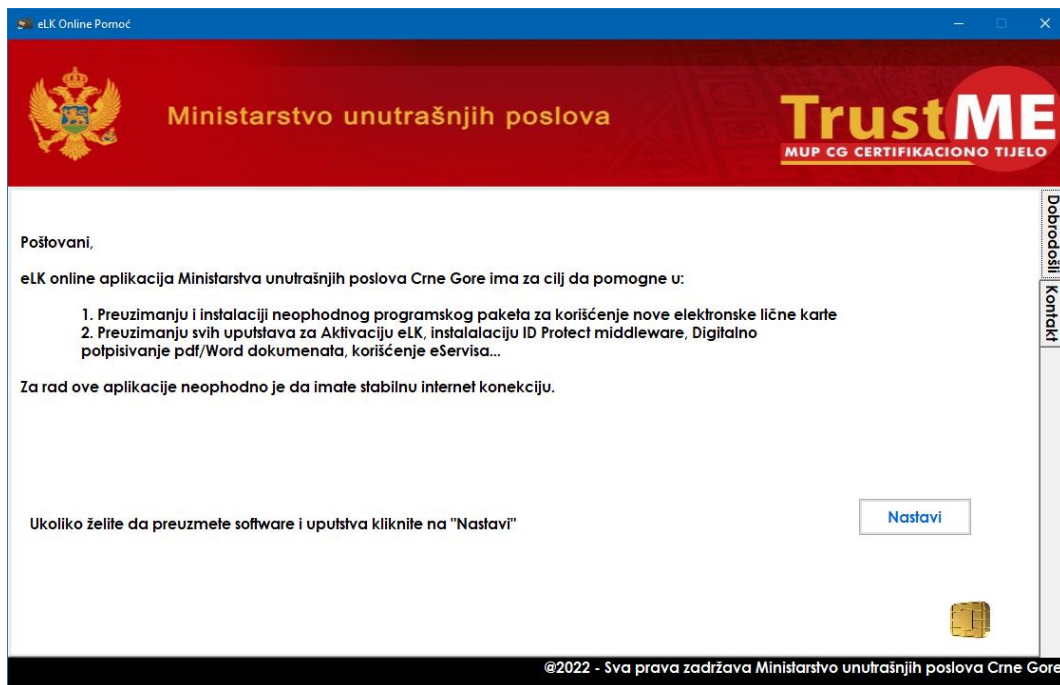 eLK Online Pomoć
Ministarstvo unutrašnjih poslova
TrustME
MUP CG CERTIFIKACIONO TIJELO
Dobrodošli
Kontakt
Poštovani,
eLK online aplikacija Ministarstva unutrašnjih poslova Crne Gore ima za cilj da pomogne u:
1. Preuzimanju i instalaciji neophodnog programskog paketa za korišćenje nove elektronske lične karte
2. Preuzimanju svih uputstava za Aktivaciju eLK, instalalaciju ID Protect middleware, Digitalno
potpisivanje pdf/Word dokumenata, korišćenje eServisa...
Za rad ove aplikacije neophodno je da imate stabilnu internet konekciju.
Ukoliko želite da preuzmete software i uputstva kliknite na "Nastavi"
Nastavi
@2022 - Sva prava zadržava Ministarstvo unutrašnjih poslova Crne Gore